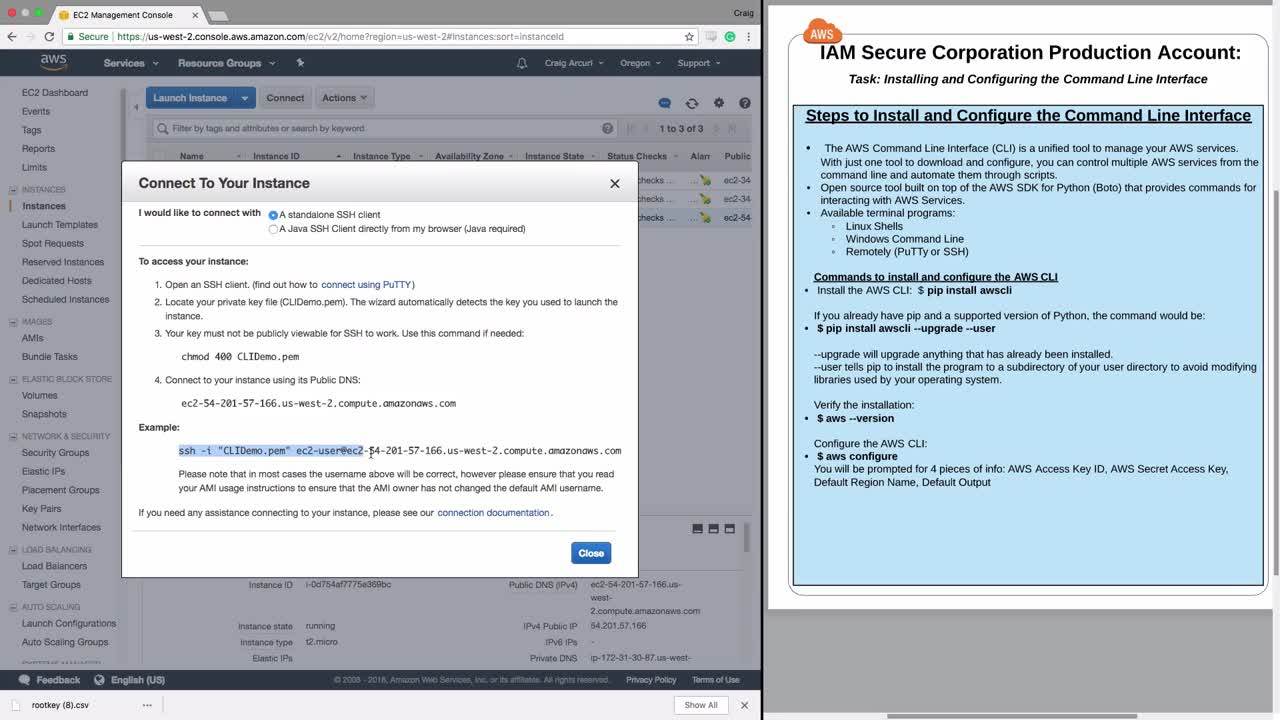 EC2 Management Console
Craig
Secure
https://us-west-2.console.aws.amazon.com/ec2/v2/home?region=us-west-2#Instances:sort=instanceId
aws
Services
Resource Groups
Craig Arcuri
Oregon
Support
EC2 Dashboard
Events
Tags
Reports
Limits
INSTANCES
Instances
Launch Templates
Spot Requests
Reserved Instances
Dedicated Hosts
Scheduled Instances
IMAGES
AMIs
Bundle Tasks
ELASTIC BLOCK STORE
Volumes
Snapshots
NETWORK & SECURITY
Security Groups
Elastic IPs
Placement Groups
Key Pairs
Network Interfaces
LOAD BALANCING
Load Balancers
Target Groups
AUTO SCALING
Launch Configurations
Auto Scaling Groups
Launch Instance
Connect
Actions
Filter by tags and attributes or search by keyword
1 to 3 of 3
Name
Instance ID
Instance Type
Availability Zone
Instance State
Status Checks
Alarm
Public
checks ...
ec2-34
checks ...
ec2-34
checks ...
ec2-54
Connect To Your Instance
I would like to connect with
A standalone SSH client
A Java SSH Client directly from my browser (Java required)
To access your instance:
1. Open an SSH client. (find out how to connect using PuTTY)
2. Locate your private key file (CLIDemo.pem). The wizard automatically detects the key you used to launch the
instance.
3. Your key must not be publicly viewable for SSH to work. Use this command if needed:
chmod 400 CLIDemo.pem
4. Connect to your instance using its Public DNS:
ec2-54-201-57-166.us-west-2.compute.amazonaws.com
Example:
ssh -i "CLIDemo.pem" ec2-user@ec2-54-201-57-166.us-west-2.compute.amazonaws.com
Please note that in most cases the username above will be correct, however please ensure that you read
your AMI usage instructions to ensure that the AMI owner has not changed the default AMI username.
If you need any assistance connecting to your instance, please see our connection documentation.
Close
Instance ID
i-0d754af7775e369bc
Public DNS (IPv4)
ec2-54-201-57-166.us-
west-
2.compute.amazonaws.com
Instance state
running
IPv4 Public IP
54.201.57.166
Instance type
t2.micro
IPv6 IPs
-
Elastic IPs
Private DNS
ip-172-31-30-87.us-west-
Feedback
English (US)
© 2008 - 2018, Amazon Web Services, Inc. or its affiliates. All rights reserved.
Privacy Policy
Terms of Use
rootkey (8).csv
Show All
AWS
IAM Secure Corporation Production Account:
Task: Installing and Configuring the Command Line Interface
Steps to Install and Configure the Command Line Interface
• The AWS Command Line Interface (CLI) is a unified tool to manage your AWS services.
With just one tool to download and configure, you can control multiple AWS services from the
command line and automate them through scripts.
• Open source tool built on top of the AWS SDK for Python (Boto) that provides commands for
interacting with AWS Services.
• Available terminal programs:
◦ Linux Shells
◦ Windows Command Line
◦ Remotely (PuTTy or SSH)
Commands to install and configure the AWS CLI
• Install the AWS CLI: $ pip install awscli
If you already have pip and a supported version of Python, the command would be:
• $ pip install awscli --upgrade --user
--upgrade will upgrade anything that has already been installed.
--user tells pip to install the program to a subdirectory of your user directory to avoid modifying
libraries used by your operating system.
Verify the installation:
• $ aws --version
Configure the AWS CLI:
• $ aws configure
You will be prompted for 4 pieces of info: AWS Access Key ID, AWS Secret Access Key,
Default Region Name, Default Output